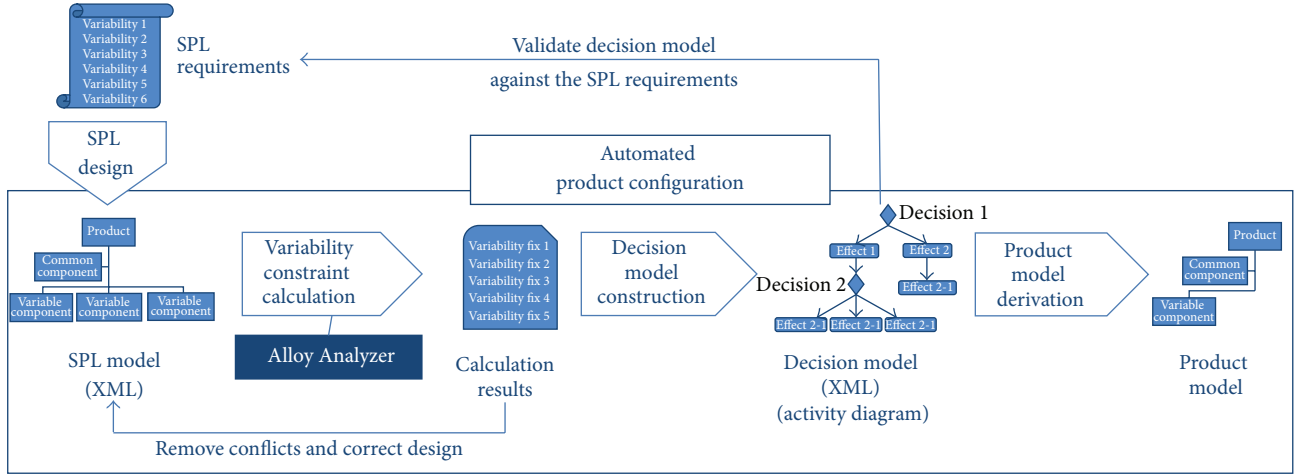 Variability 1
Variability 2
Variability 3
Variability 4
Variability 5
Variability 6
SPL
requirements
Validate decision model
against the SPL requirements
SPL
design
Automated
product configuration
Product
Common
component
Variable
component
Variable
component
Variable
component
SPL model
(XML)
Variability
constraint
calculation
Alloy Analyzer
Variability fix 1
Variability fix 2
Variability fix 3
Variability fix 4
Variability fix 5
Calculation
results
Remove conflicts and correct design
Decision
model
construction
Decision 1
Effect 1
Effect 2
Decision 2
Effect 2-1
Effect 2-1
Effect 2-1
Effect 2-1
Decision model
(XML)
(activity diagram)
Product
model
derivation
Product
Common
component
Variable
component
Product
model